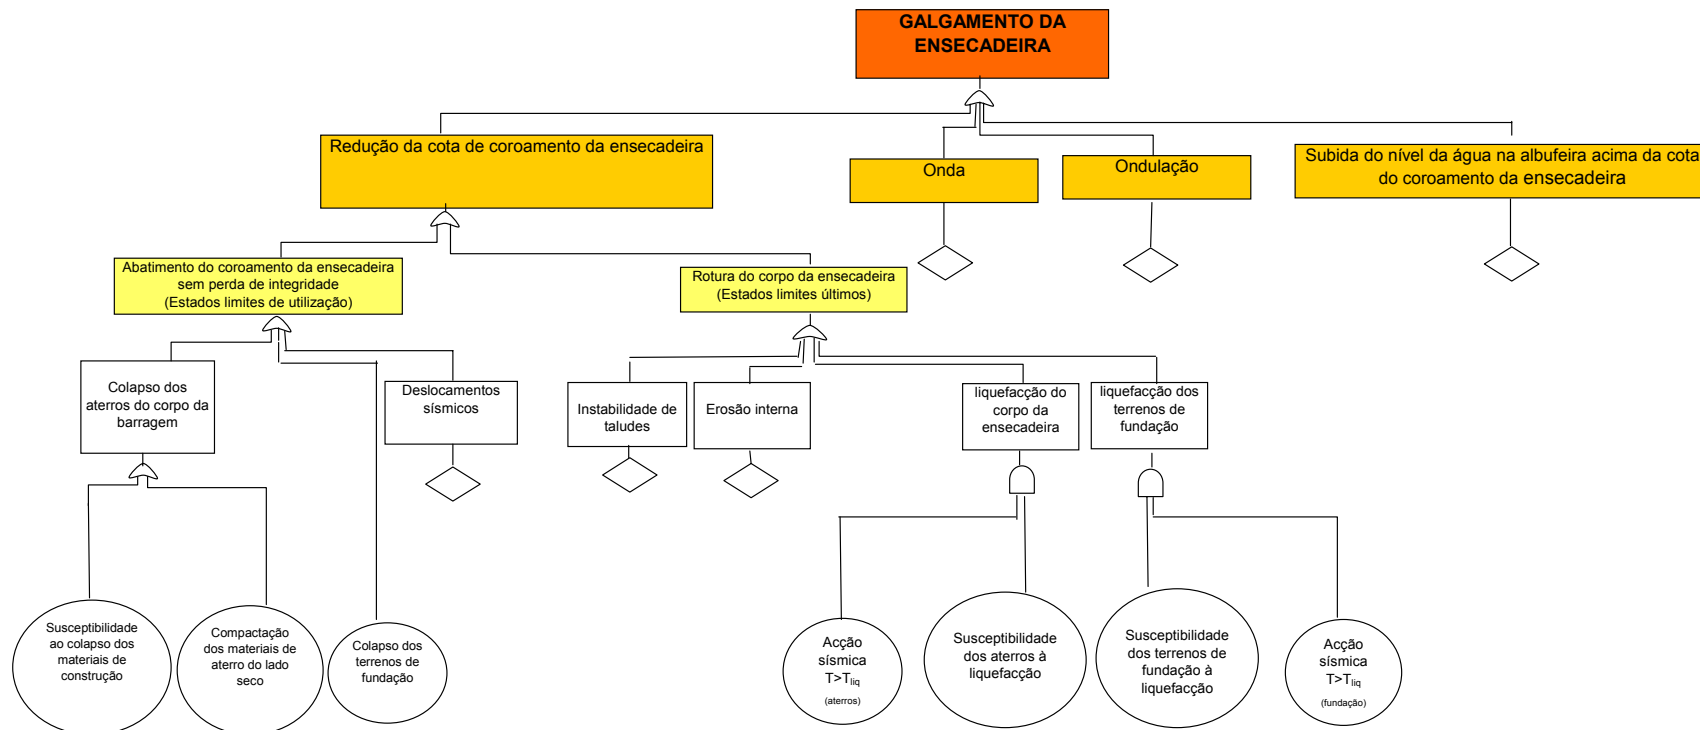 GALGAMENTO DA
ENSECADEIRA
Redução da cota de coroamento da ensecadeira
Onda
Ondulação
Subida do nível da água na albufeira acima da cota
do coroamento da ensecadeira
Abatimento do coroamento da ensecadeira
sem perda de integridade
(Estados limites de utilização)
Rotura do corpo da ensecadeira
(Estados limites últimos)
Colapso dos
aterros do corpo da
barragem
Deslocamentos
sísmicos
Instabilidade de
taludes
Erosão interna
liquefacção do
corpo da
ensecadeira
liquefacção dos
terrenos de
fundação
Susceptibilidade
ao colapso dos
materiais de
construção
Compactação
dos materiais de
aterro do lado
seco
Colapso dos
terrenos de
fundação
Acção
sísmica
T>Tliq
(aterros)
Susceptibilidade
dos aterros à
liquefacção
Susceptibilidade
dos terrenos de
fundação à
liquefacção
Acção
sísmica
T>Tliq
(fundação)